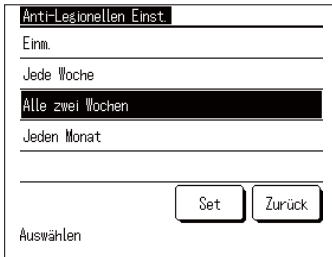 Anti-Legionellen Einst.
Einm.
Jede Woche
Alle zwei Wochen
Jeden Monat
Set Zurück
Auswählen